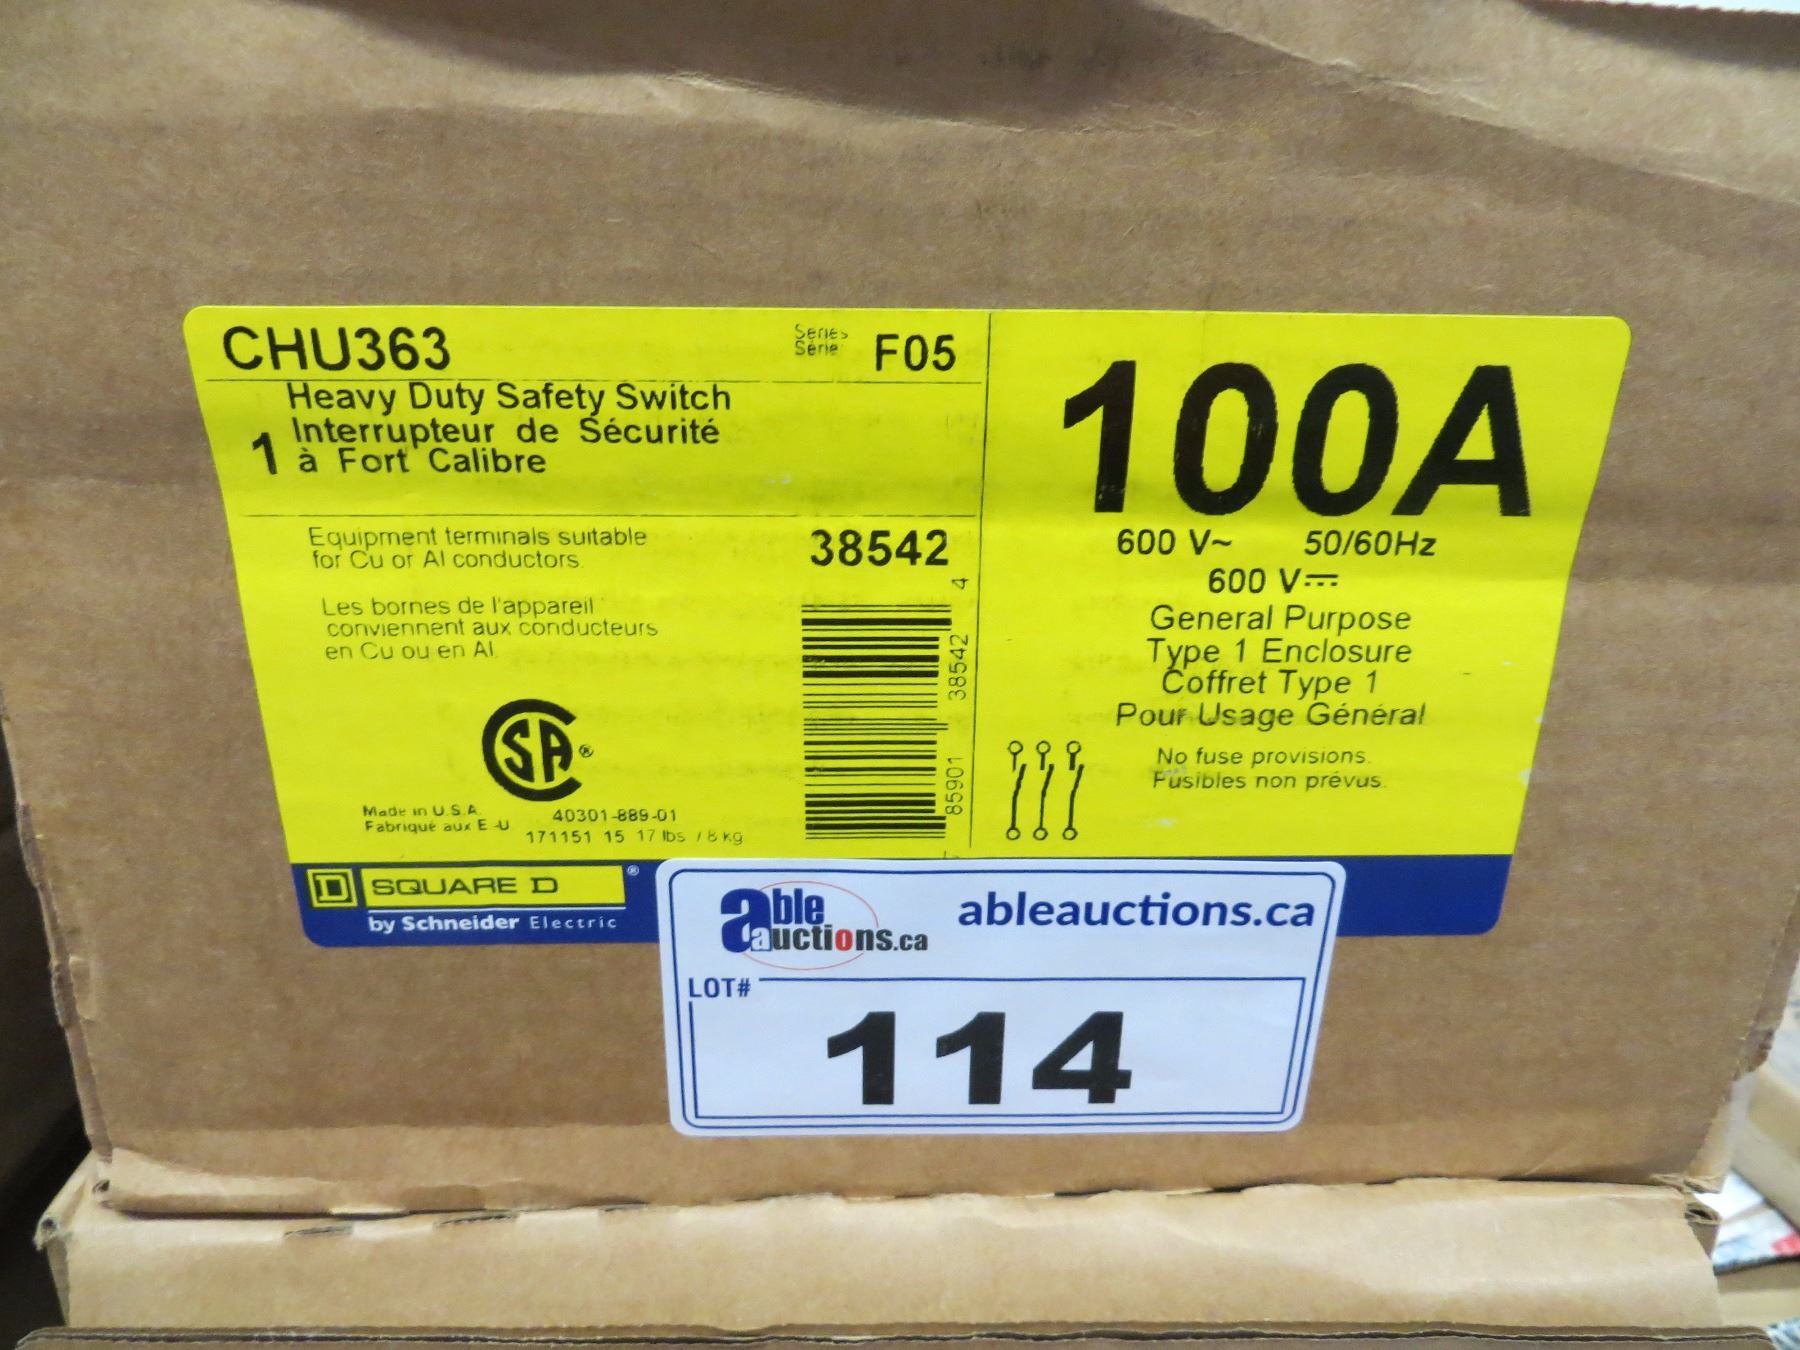 CHU363
Series
Série
F05
Heavy Duty Safety Switch
1 Interrupteur de Sécurité
à Fort Calibre
Equipment terminals suitable
for Cu or Al conductors.
38542
Les bornes de l'appareil
conviennent aux conducteurs
en Cu ou en Al.
85901 38542 4
CSA®
Made in U.S.A.
Fabriqué aux E-U
40301-889-01
171151 15 17 lbs / 8 kg
100A
600 V~ 50/60Hz
600 V⎓
General Purpose
Type 1 Enclosure
Coffret Type 1
Pour Usage Général
No fuse provisions.
Fusibles non prévus.
D SQUARE D ®
by Schneider Electric
able auctions.ca
ableauctions.ca
LOT#
114